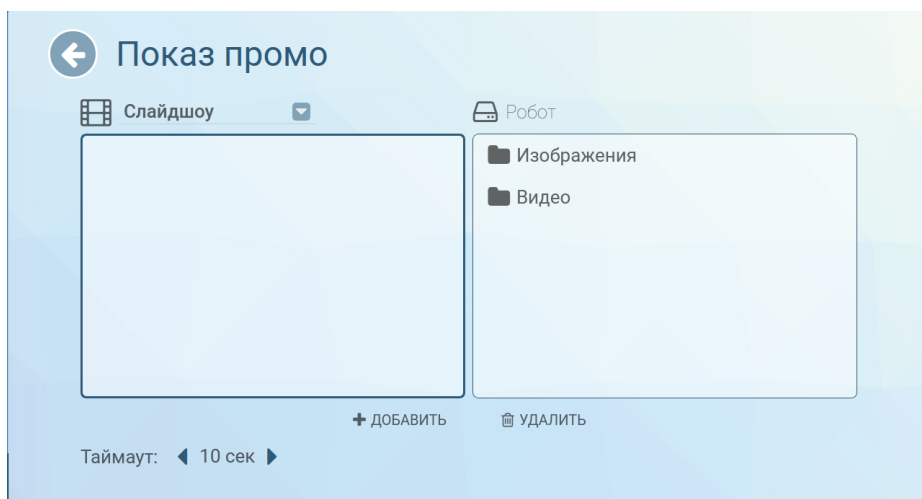 Показ промо
Слайдшоу
Робот
Изображения
Видео
ДОБАВИТЬ
УДАЛИТЬ
Таймаут: 10 сек